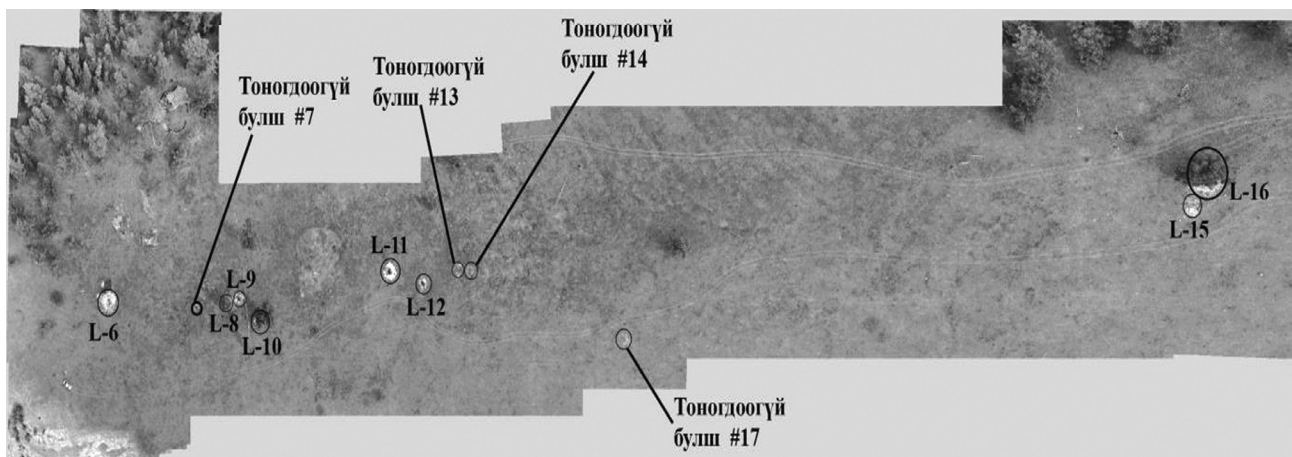 Тоногдоогүй
булш #7
Тоногдоогүй
булш #13
Тоногдоогүй
булш #14
L-6
L-8
L-9
L-10
L-11
L-12
L-15
L-16
Тоногдоогүй
булш #17